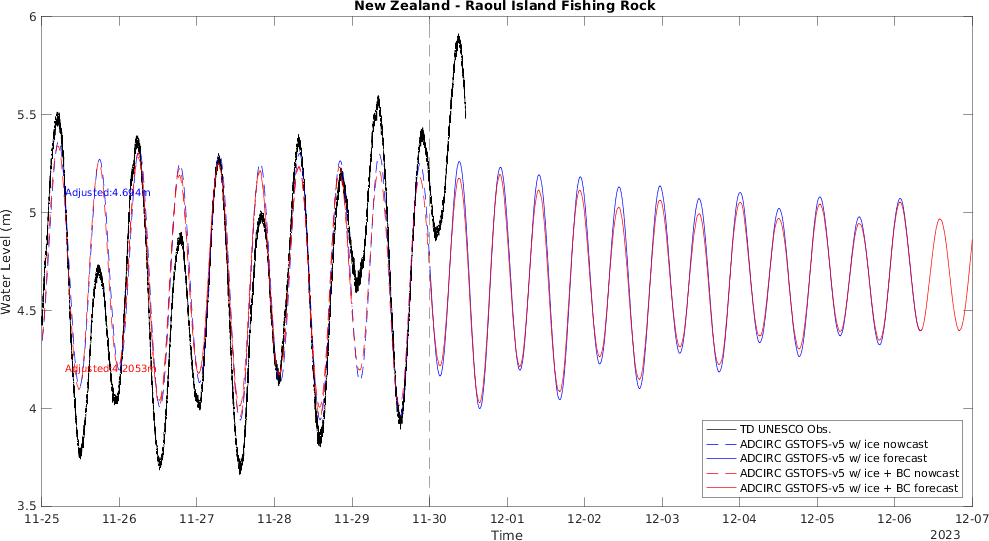 New Zealand - Raoul Island Fishing Rock
6
5.5
5
4.5
4
3.5
Water Level (m)
Adjusted:4.694m
Adjusted:4.2053m
TD UNESCO Obs.
ADCIRC GSTOFS-v5 w/ ice nowcast
ADCIRC GSTOFS-v5 w/ ice forecast
ADCIRC GSTOFS-v5 w/ ice + BC nowcast
ADCIRC GSTOFS-v5 w/ ice + BC forecast
11-25 11-26 11-27 11-28 11-29 11-30 12-01 12-02 12-03 12-04 12-05 12-06 12-07
Time
2023